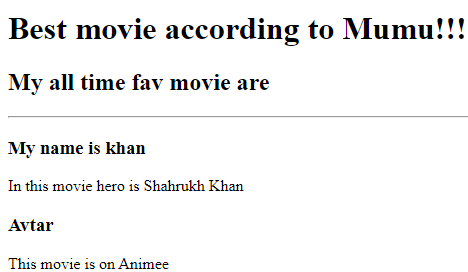 Best movie according to Mumu!!!
My all time fav movie are
My name is khan
In this movie hero is Shahrukh Khan
Avtar
This movie is on Animee